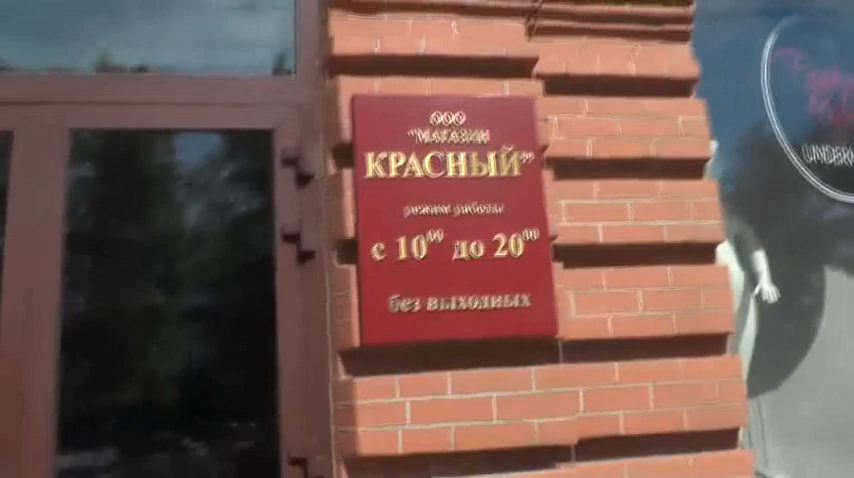 ООО
"МАГАЗИН
КРАСНЫЙ"
режим работы
с 10⁰⁰ до 20⁰⁰
без выходных